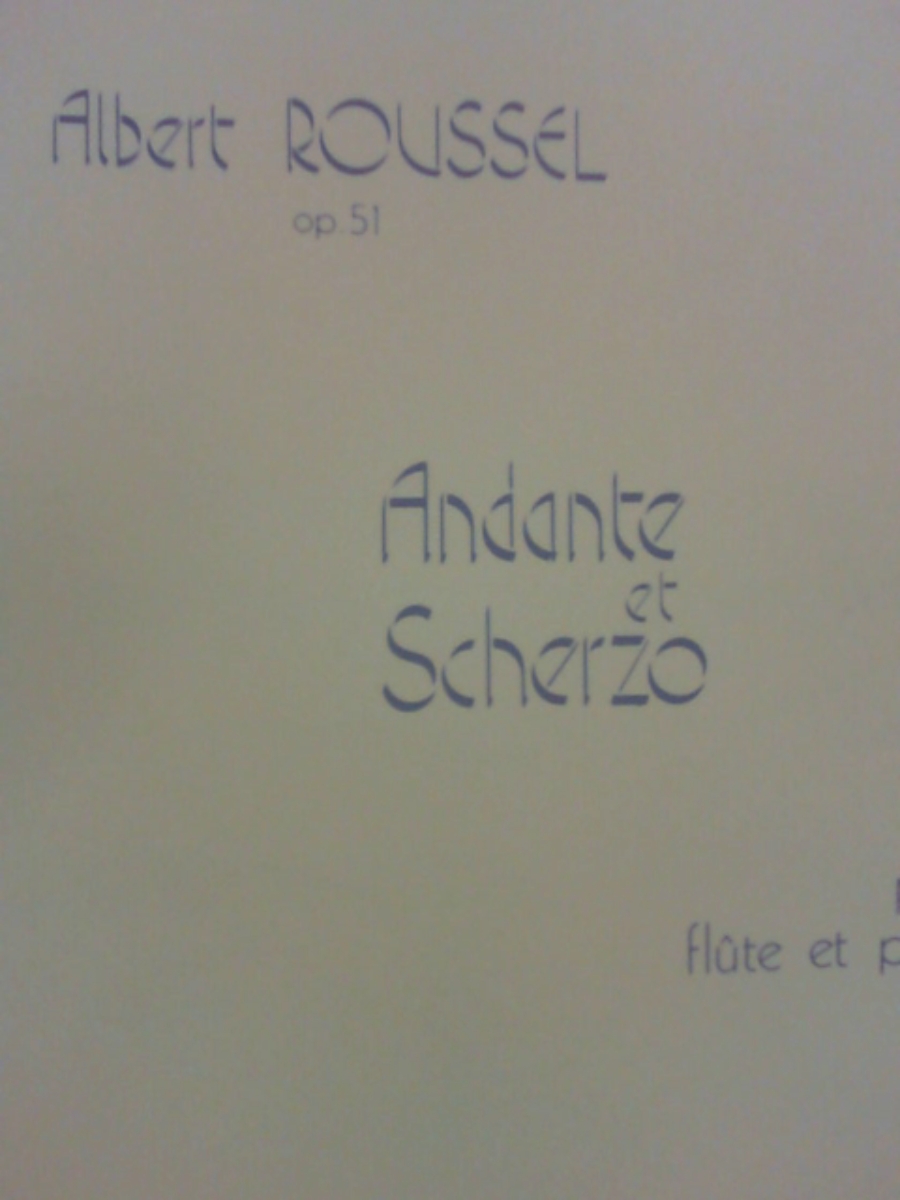 Albert ROUSSEL
op. 51
Andante
et
Scherzo
flûte et